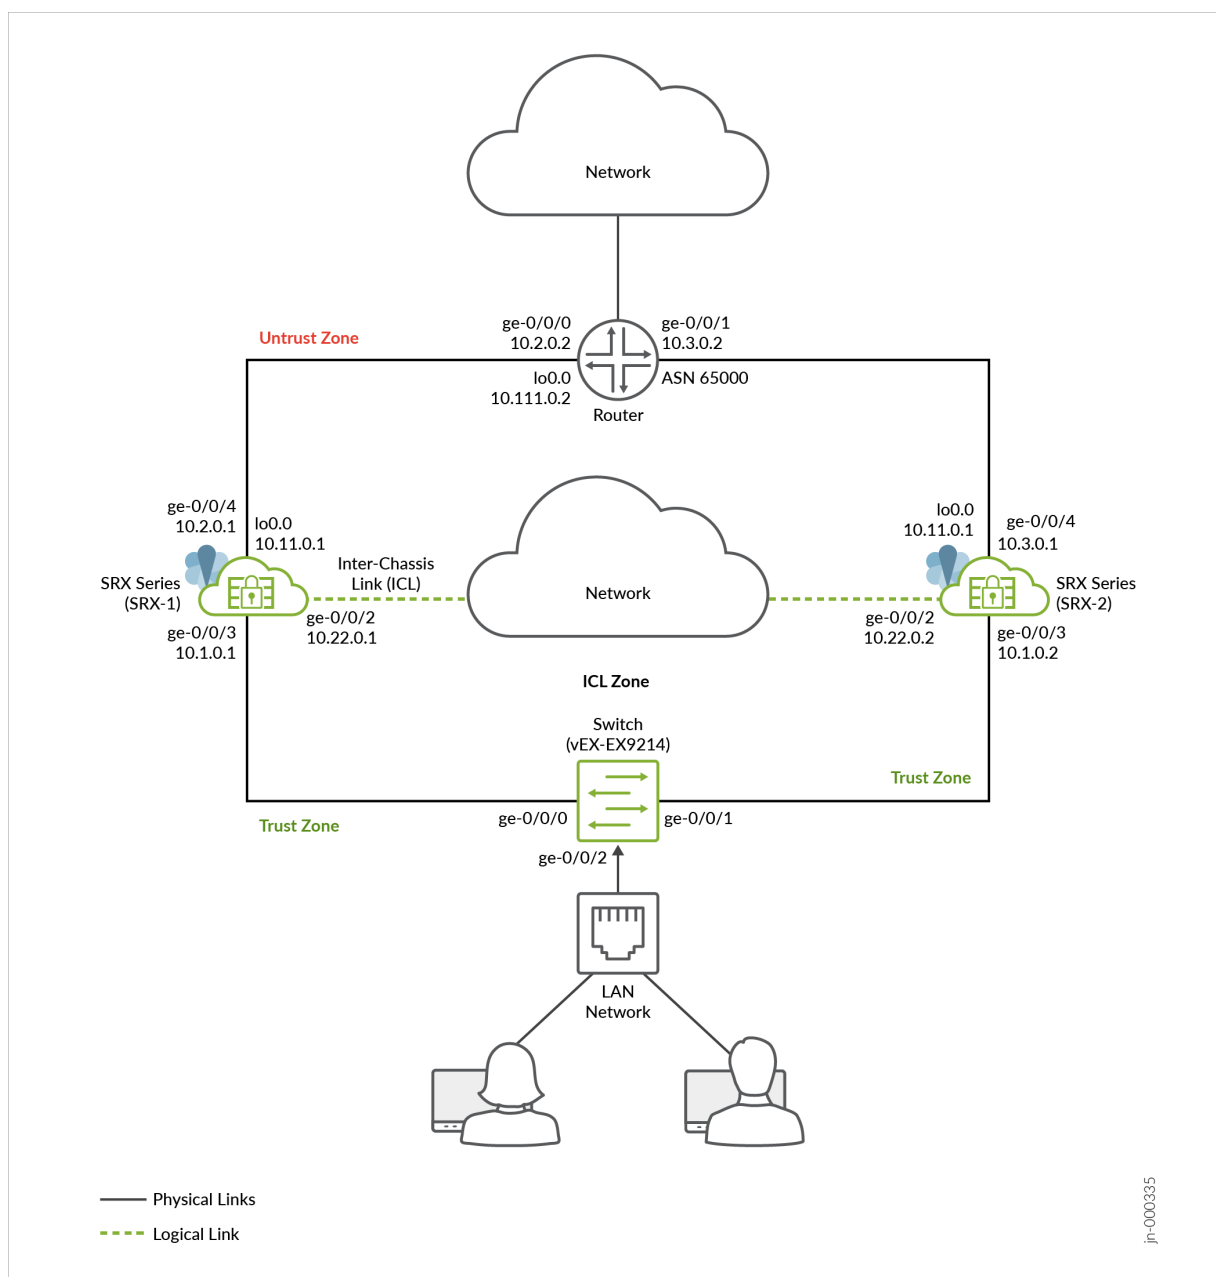 Network
Untrust Zone
ge-0/0/0
10.2.0.2
ge-0/0/1
10.3.0.2
lo0.0
10.111.0.2
ASN 65000
Router
ge-0/0/4
10.2.0.1
lo0.0
10.11.0.1
lo0.0
10.11.0.1
ge-0/0/4
10.3.0.1
SRX Series
(SRX-1)
Inter-Chassis
Link (ICL)
Network
SRX Series
(SRX-2)
ge-0/0/3
10.1.0.1
ge-0/0/2
10.22.0.1
ge-0/0/2
10.22.0.2
ge-0/0/3
10.1.0.2
ICL Zone
Switch
(vEX-EX9214)
Trust Zone
Trust Zone
ge-0/0/0
ge-0/0/1
ge-0/0/2
LAN
Network
Physical Links
Logical Link
jn-000335